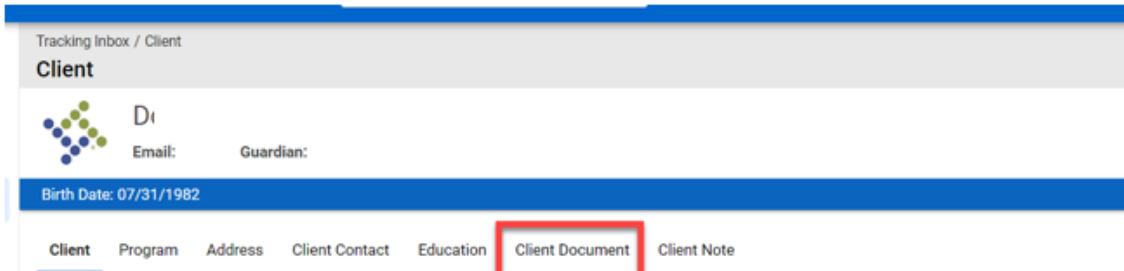 Tracking Inbox / Client
Client
Email: Guardian:
Birth Date: 07/31/1982
Client Program Address Client Contact Education Client Document Client Note